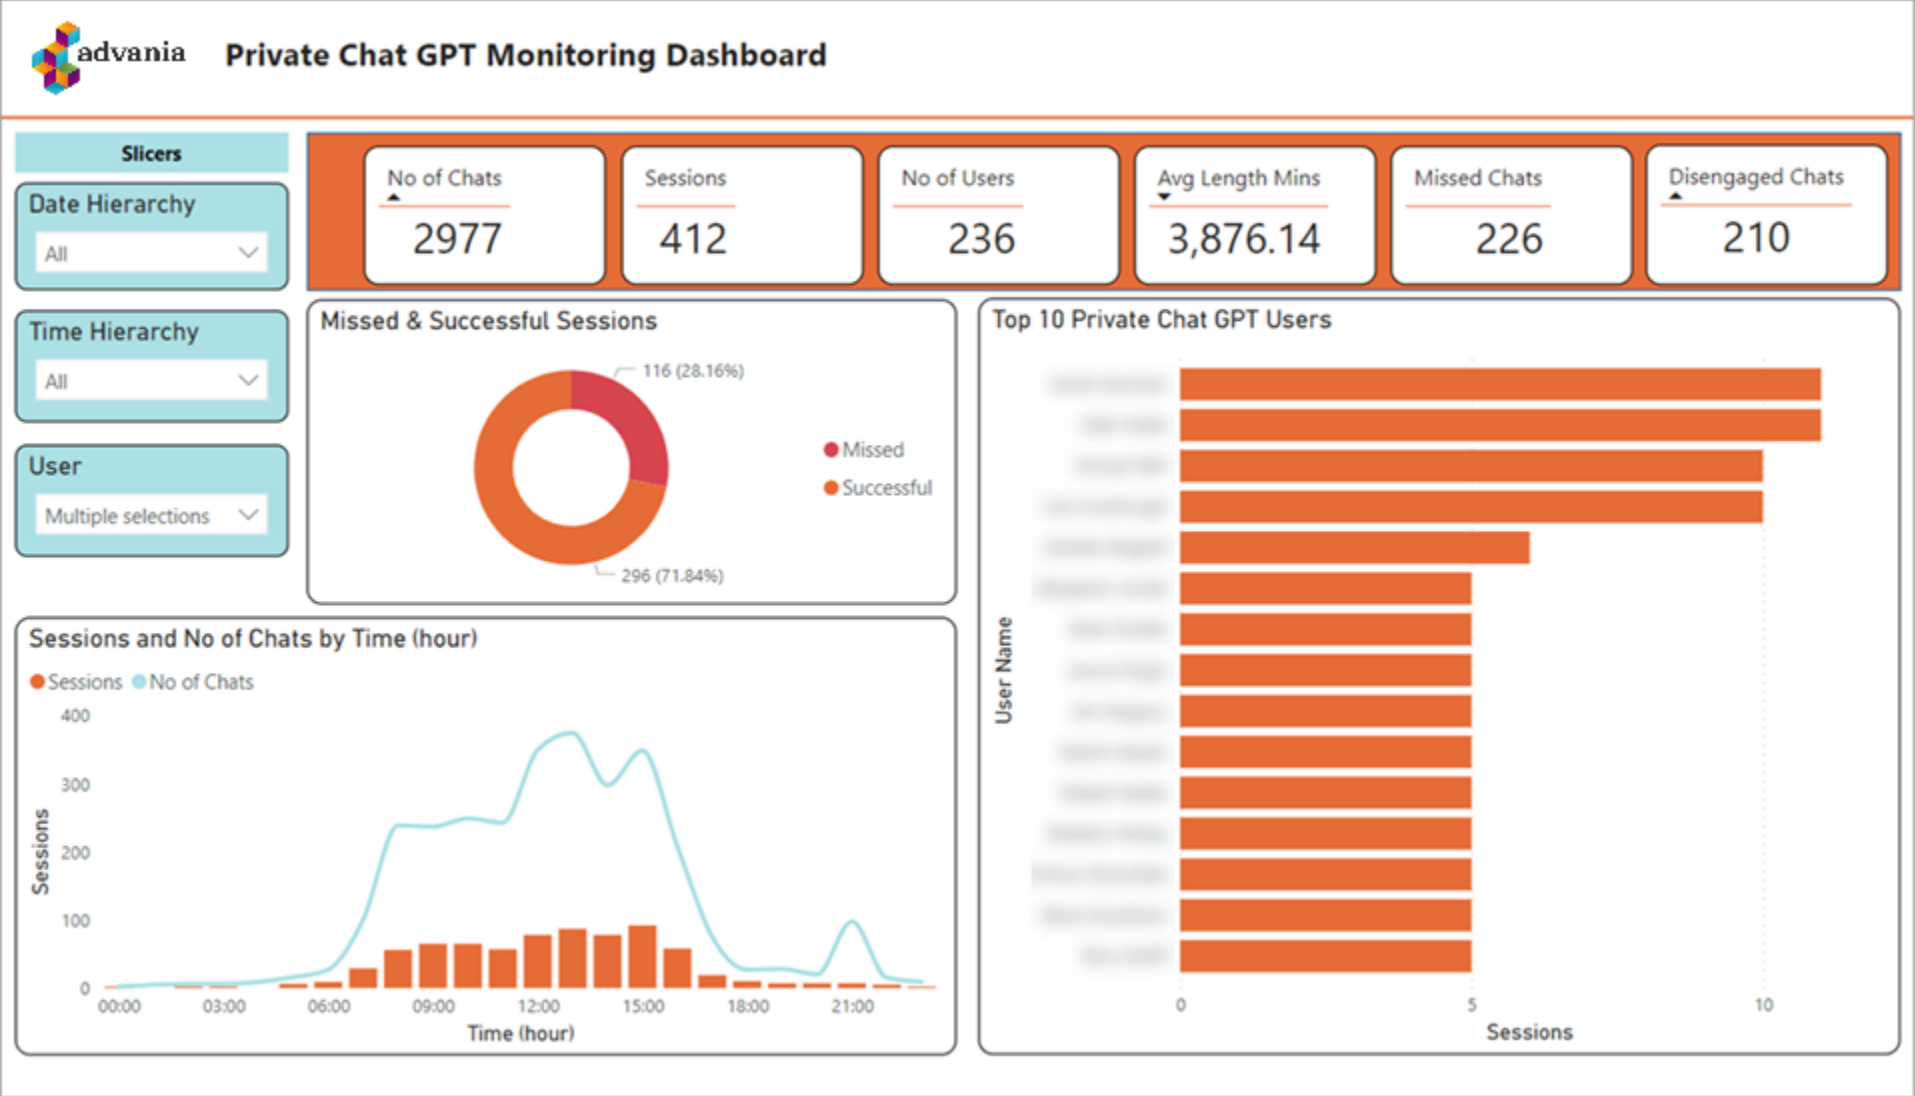 advania
Private Chat GPT Monitoring Dashboard
Slicers
Date Hierarchy
All
Time Hierarchy
All
User
Multiple selections
No of Chats
2977
Sessions
412
No of Users
236
Avg Length Mins
3,876.14
Missed Chats
226
Disengaged Chats
210
Missed & Successful Sessions
116 (28.16%)
296 (71.84%)
Missed
Successful
Top 10 Private Chat GPT Users
User Name
0 5 10
Sessions
Sessions and No of Chats by Time (hour)
Sessions No of Chats
400
300
200
100
0
Sessions
00:00 03:00 06:00 09:00 12:00 15:00 18:00 21:00
Time (hour)